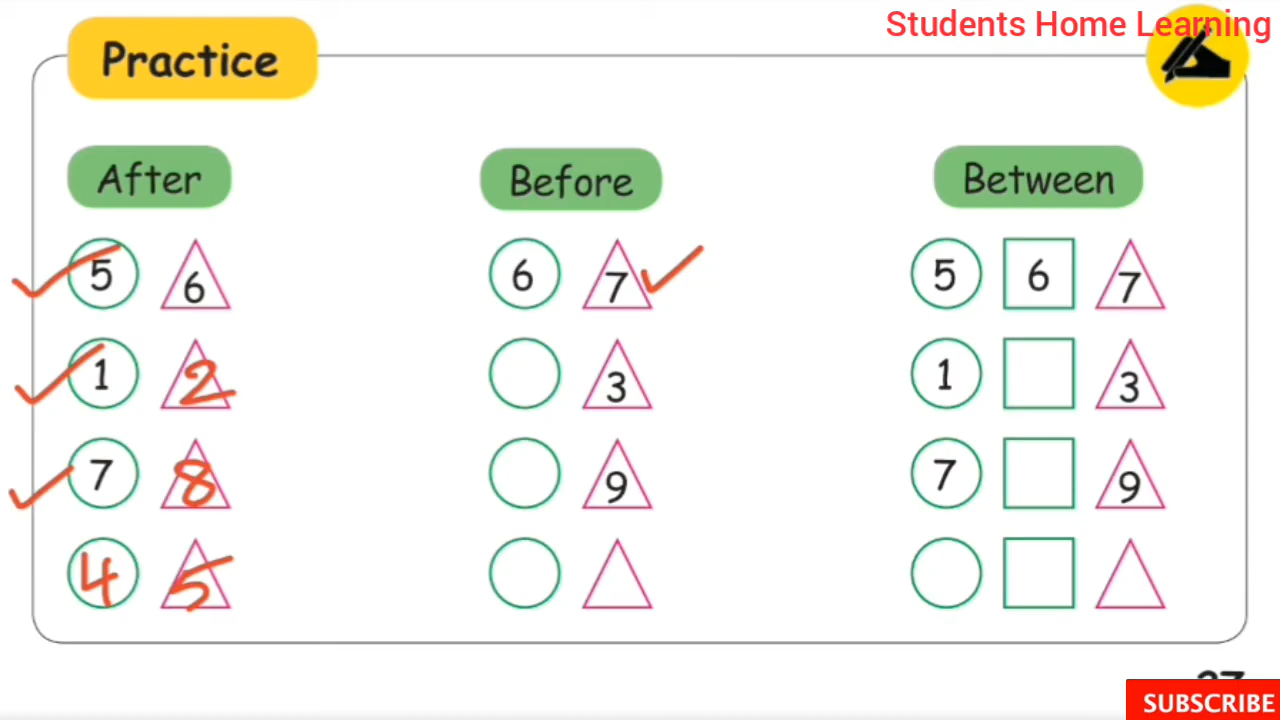 Students Home Learning
Practice
After Before Between
5 6 6 7 5 6 7
1 2 3 1 3
7 8 9 7 9
4 5
SUBSCRIBE